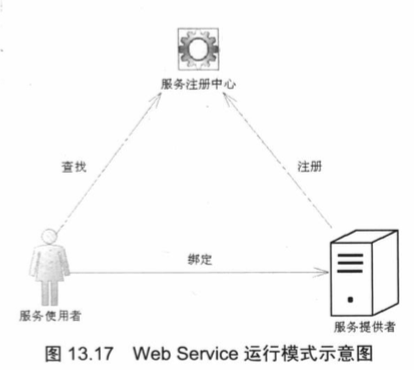 服务注册中心
查找
注册
绑定
服务使用者
服务提供者
图 13.17 Web Service 运行模式示意图